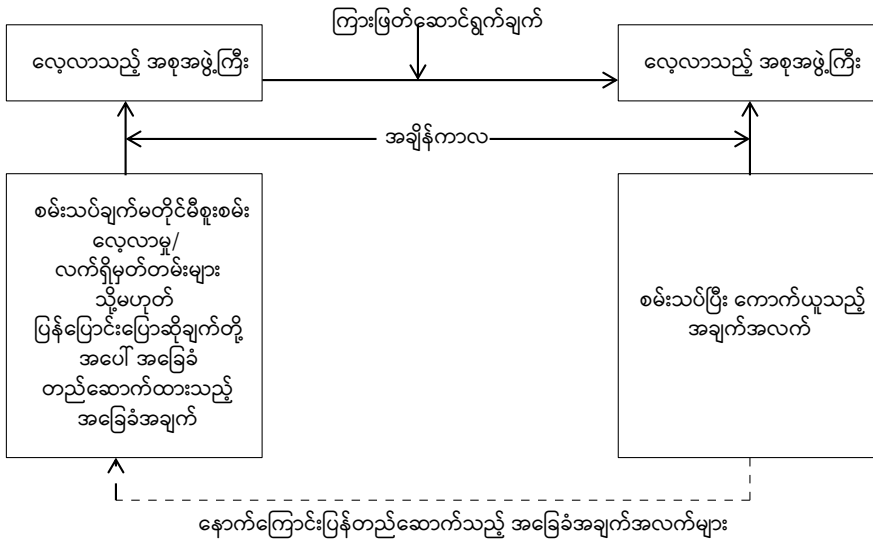 ကြားဖြတ်ဆောင်ရွက်ချက်
လေ့လာသည့် အစုအဖွဲ့ကြီး
လေ့လာသည့် အစုအဖွဲ့ကြီး
အချိန်ကာလ
စမ်းသပ်ချက်မတိုင်မီစူးစမ်း
လေ့လာမှု/
လက်ရှိမှတ်တမ်းများ
သို့မဟုတ်
ပြန်ပြောင်းပြောဆိုချက်တို့
အပေါ် အခြေခံ
တည်ဆောက်ထားသည့်
အခြေခံအချက်
စမ်းသပ်ပြီး ကောက်ယူသည့်
အချက်အလက်
နောက်ကြောင်းပြန်တည်ဆောက်သည့် အခြေခံအချက်အလက်များ